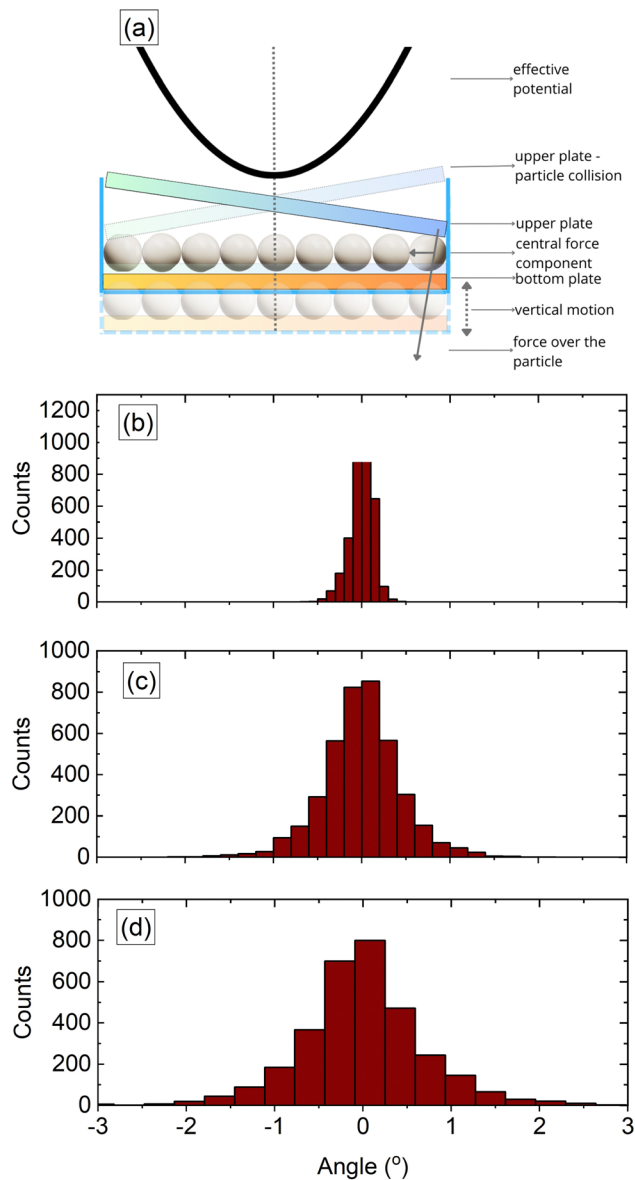 (a)
effective
potential
upper plate -
particle collision
upper plate
central force
component
bottom plate
vertical motion
force over the
particle
(b)
1200
1000
800
600
400
200
0
Counts
(c)
1000
800
600
400
200
0
Counts
(d)
1000
800
600
400
200
0
Counts
-3 -2 -1 0 1 2 3
Angle (º)